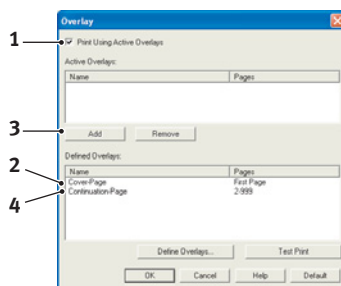 Overlay
1
Print Using Active Overlays
Active Overlays:
Name Pages
3
Add Remove
Defined Overlays:
2
Name Pages
Cover-Page First Page
4
Continuation-Page 2-999
Define Overlays... Test Print
OK Cancel Help Default